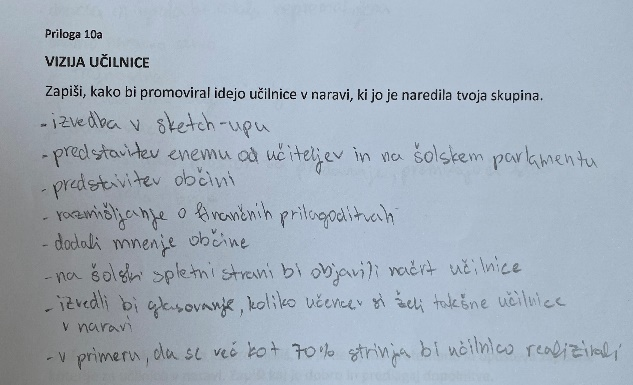 Priloga 10a
VIZIJA UČILNICE
Zapiši, kako bi promoviral idejo učilnice v naravi, ki jo je naredila tvoja skupina.
- izvedba v sketch-upu
- predstavitev enemu od učiteljev in na šolskem parlamentu
- predstavitev občini
- razmišljanje o finančnih prilagoditvah
- dodali mnenje občine
- na šolski spletni strani bi objavili načrt učilnice
- izvedli bi glasovanje, koliko učencev si želi takšne učilnice
v naravi
- v primeru, da se več kot 70% strinja bi učilnico realizirali